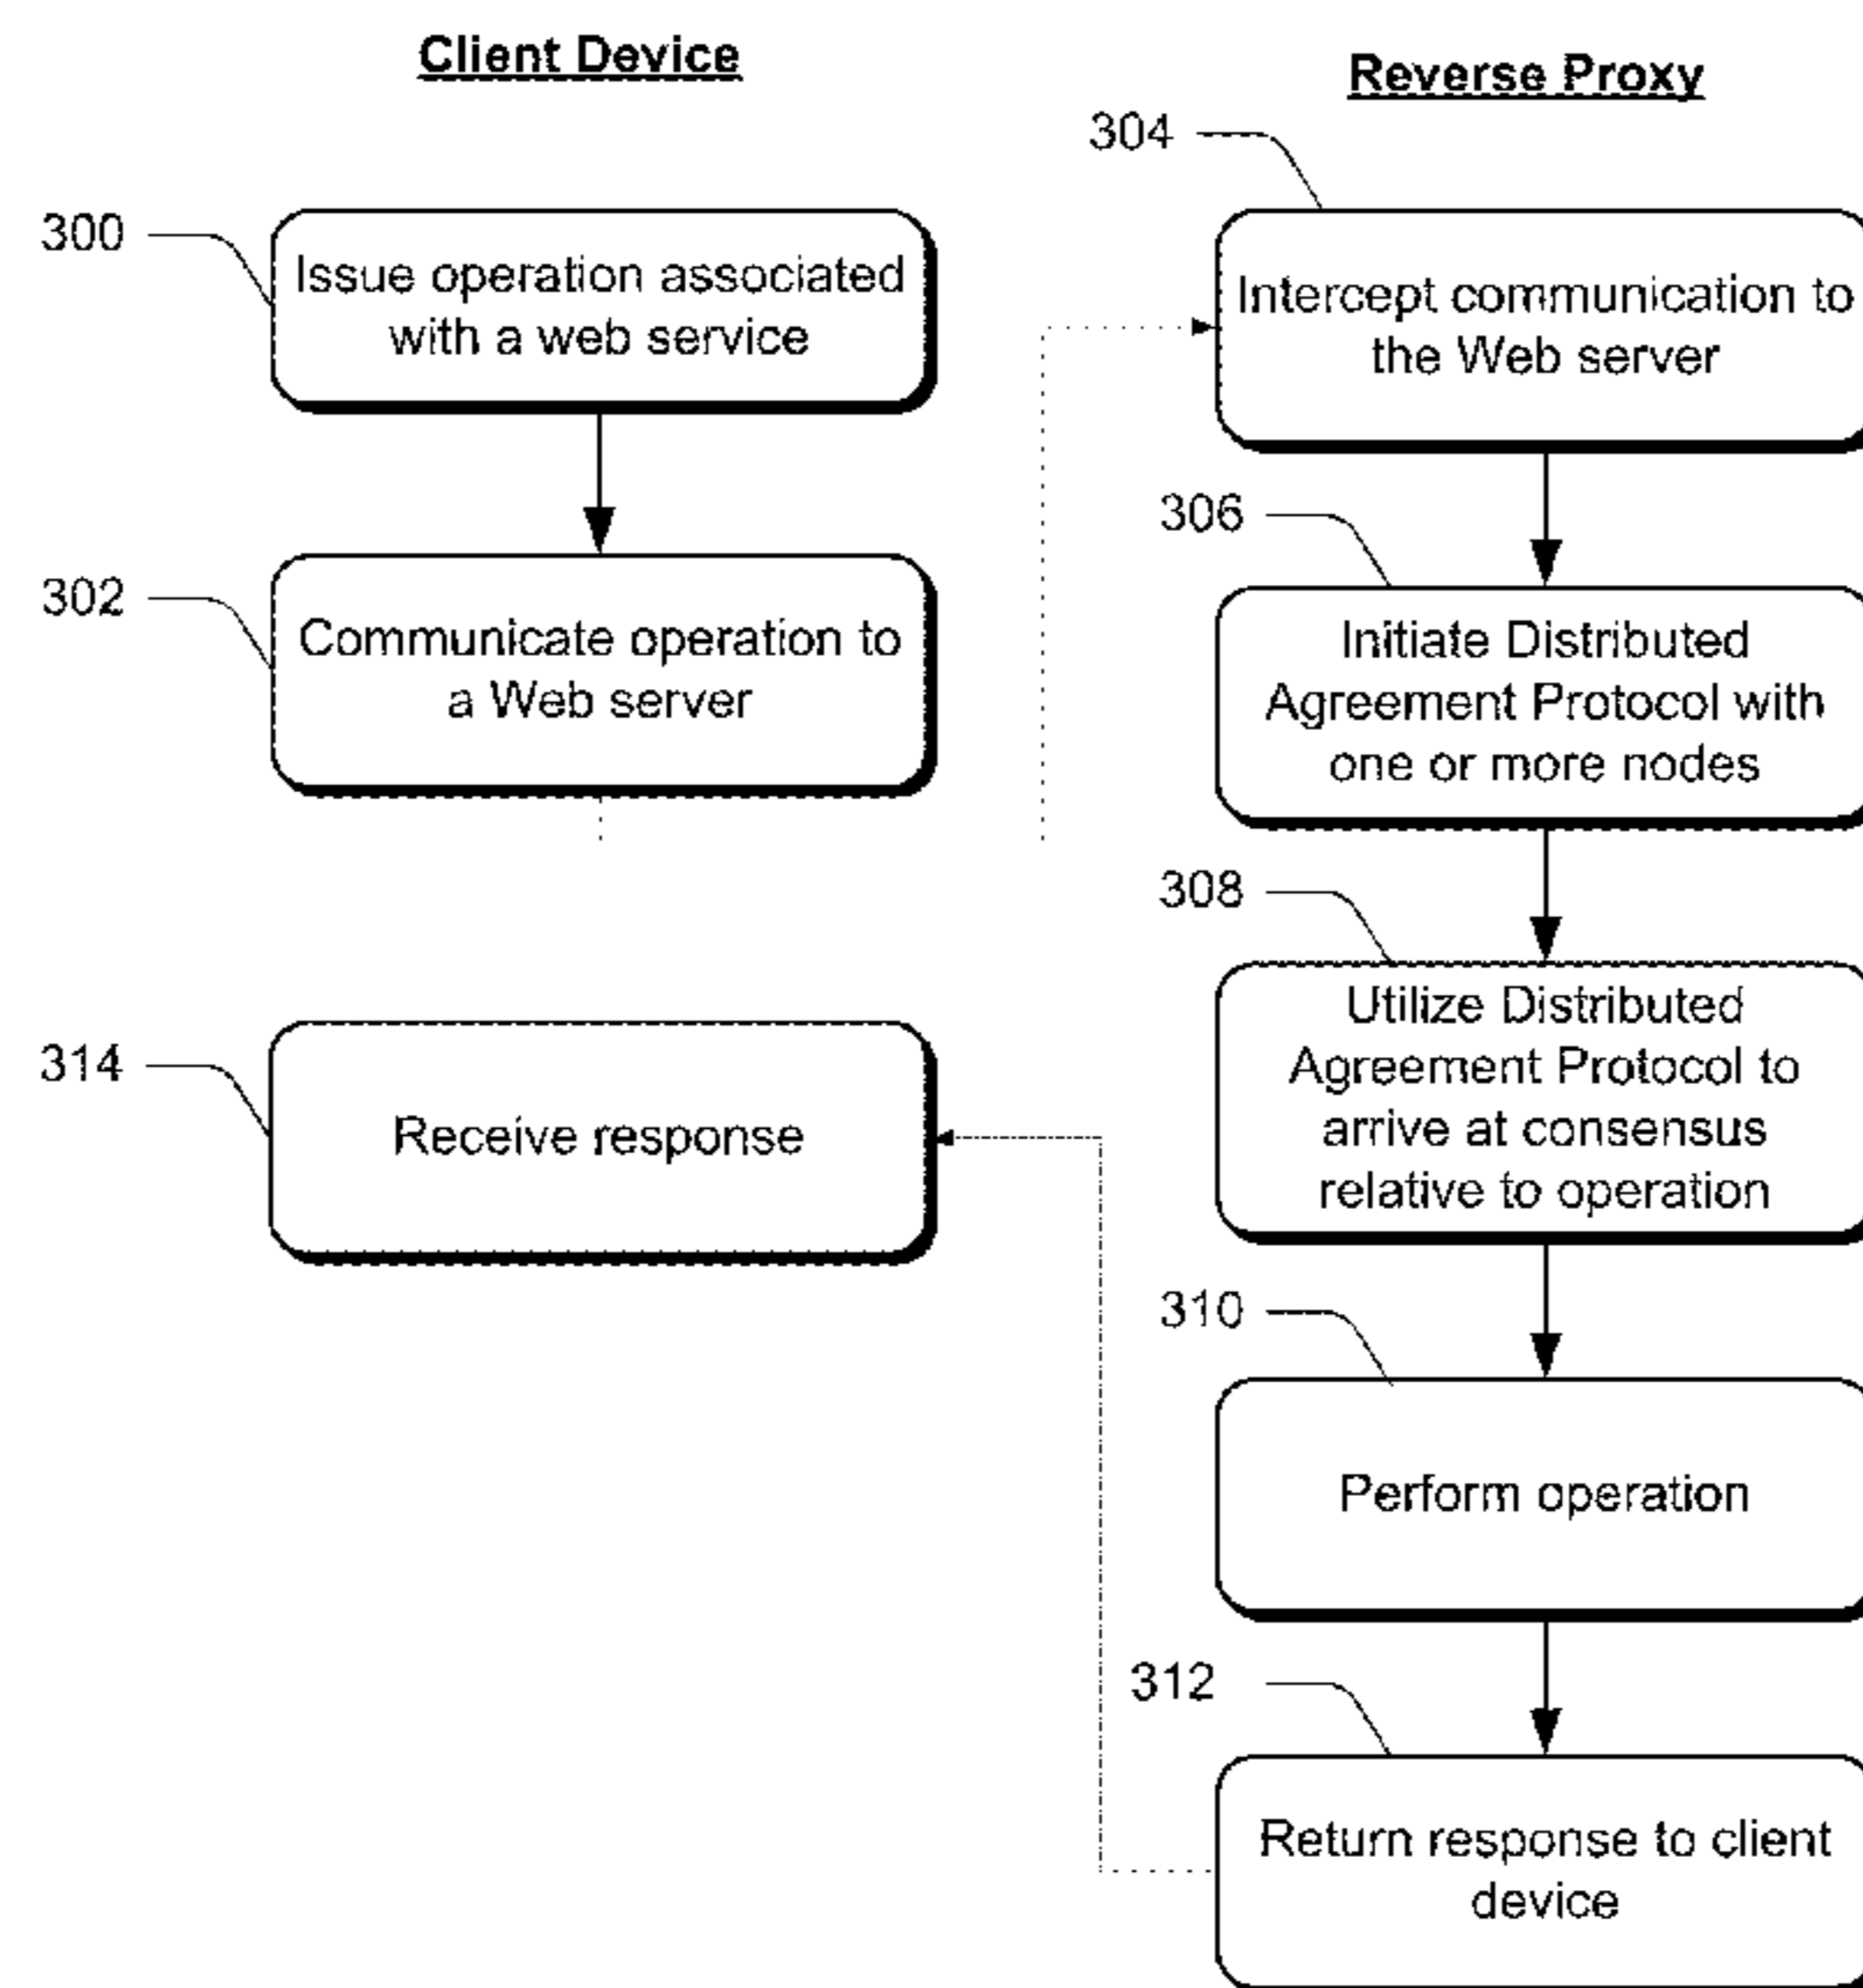 Client Device
300
Issue operation associated
with a web service
302
Communicate operation to
a Web server
314
Receive response
Reverse Proxy
304
Intercept communication to
the Web server
306
Initiate Distributed
Agreement Protocol with
one or more nodes
308
Utilize Distributed
Agreement Protocol to
arrive at consensus
relative to operation
310
Perform operation
312
Return response to client
device